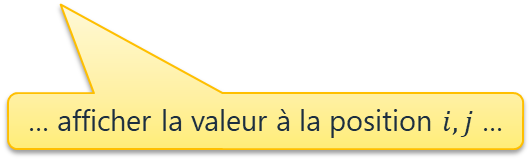 … afficher la valeur à la position 𝑖, 𝑗 …